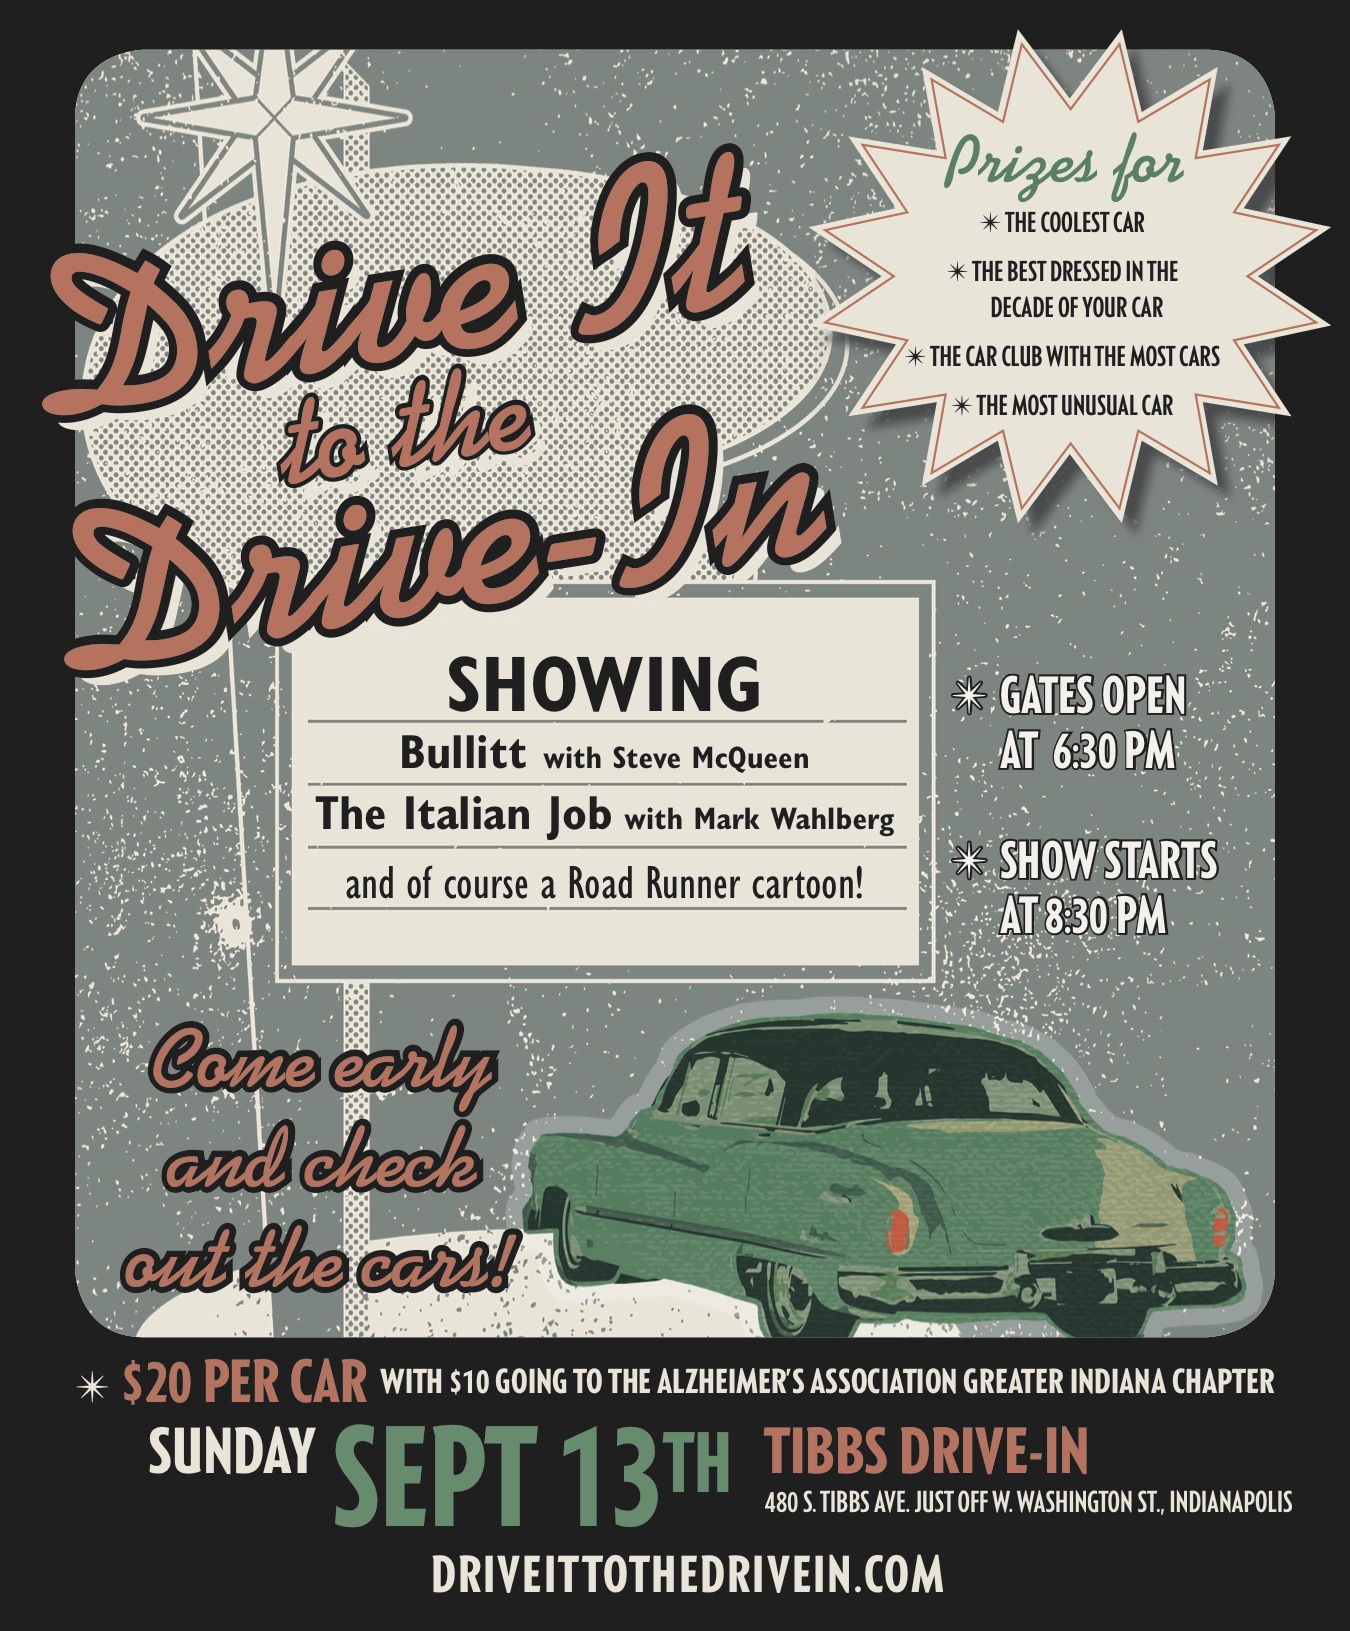 Drive It
to the
Drive-In
Prizes for
THE COOLEST CAR
THE BEST DRESSED IN THE
DECADE OF YOUR CAR
THE CAR CLUB WITH THE MOST CARS
THE MOST UNUSUAL CAR
SHOWING
Bullitt with Steve McQueen
The Italian Job with Mark Wahlberg
and of course a Road Runner cartoon!
GATES OPEN
AT 6:30 PM
SHOW STARTS
AT 8:30 PM
Come early
and check
out the cars!
$20 PER CAR WITH $10 GOING TO THE ALZHEIMER'S ASSOCIATION GREATER INDIANA CHAPTER
SUNDAY SEPT 13TH
TIBBS DRIVE-IN
480 S. TIBBS AVE. JUST OFF W. WASHINGTON ST., INDIANAPOLIS
DRIVEITTOTHEDRIVEIN.COM